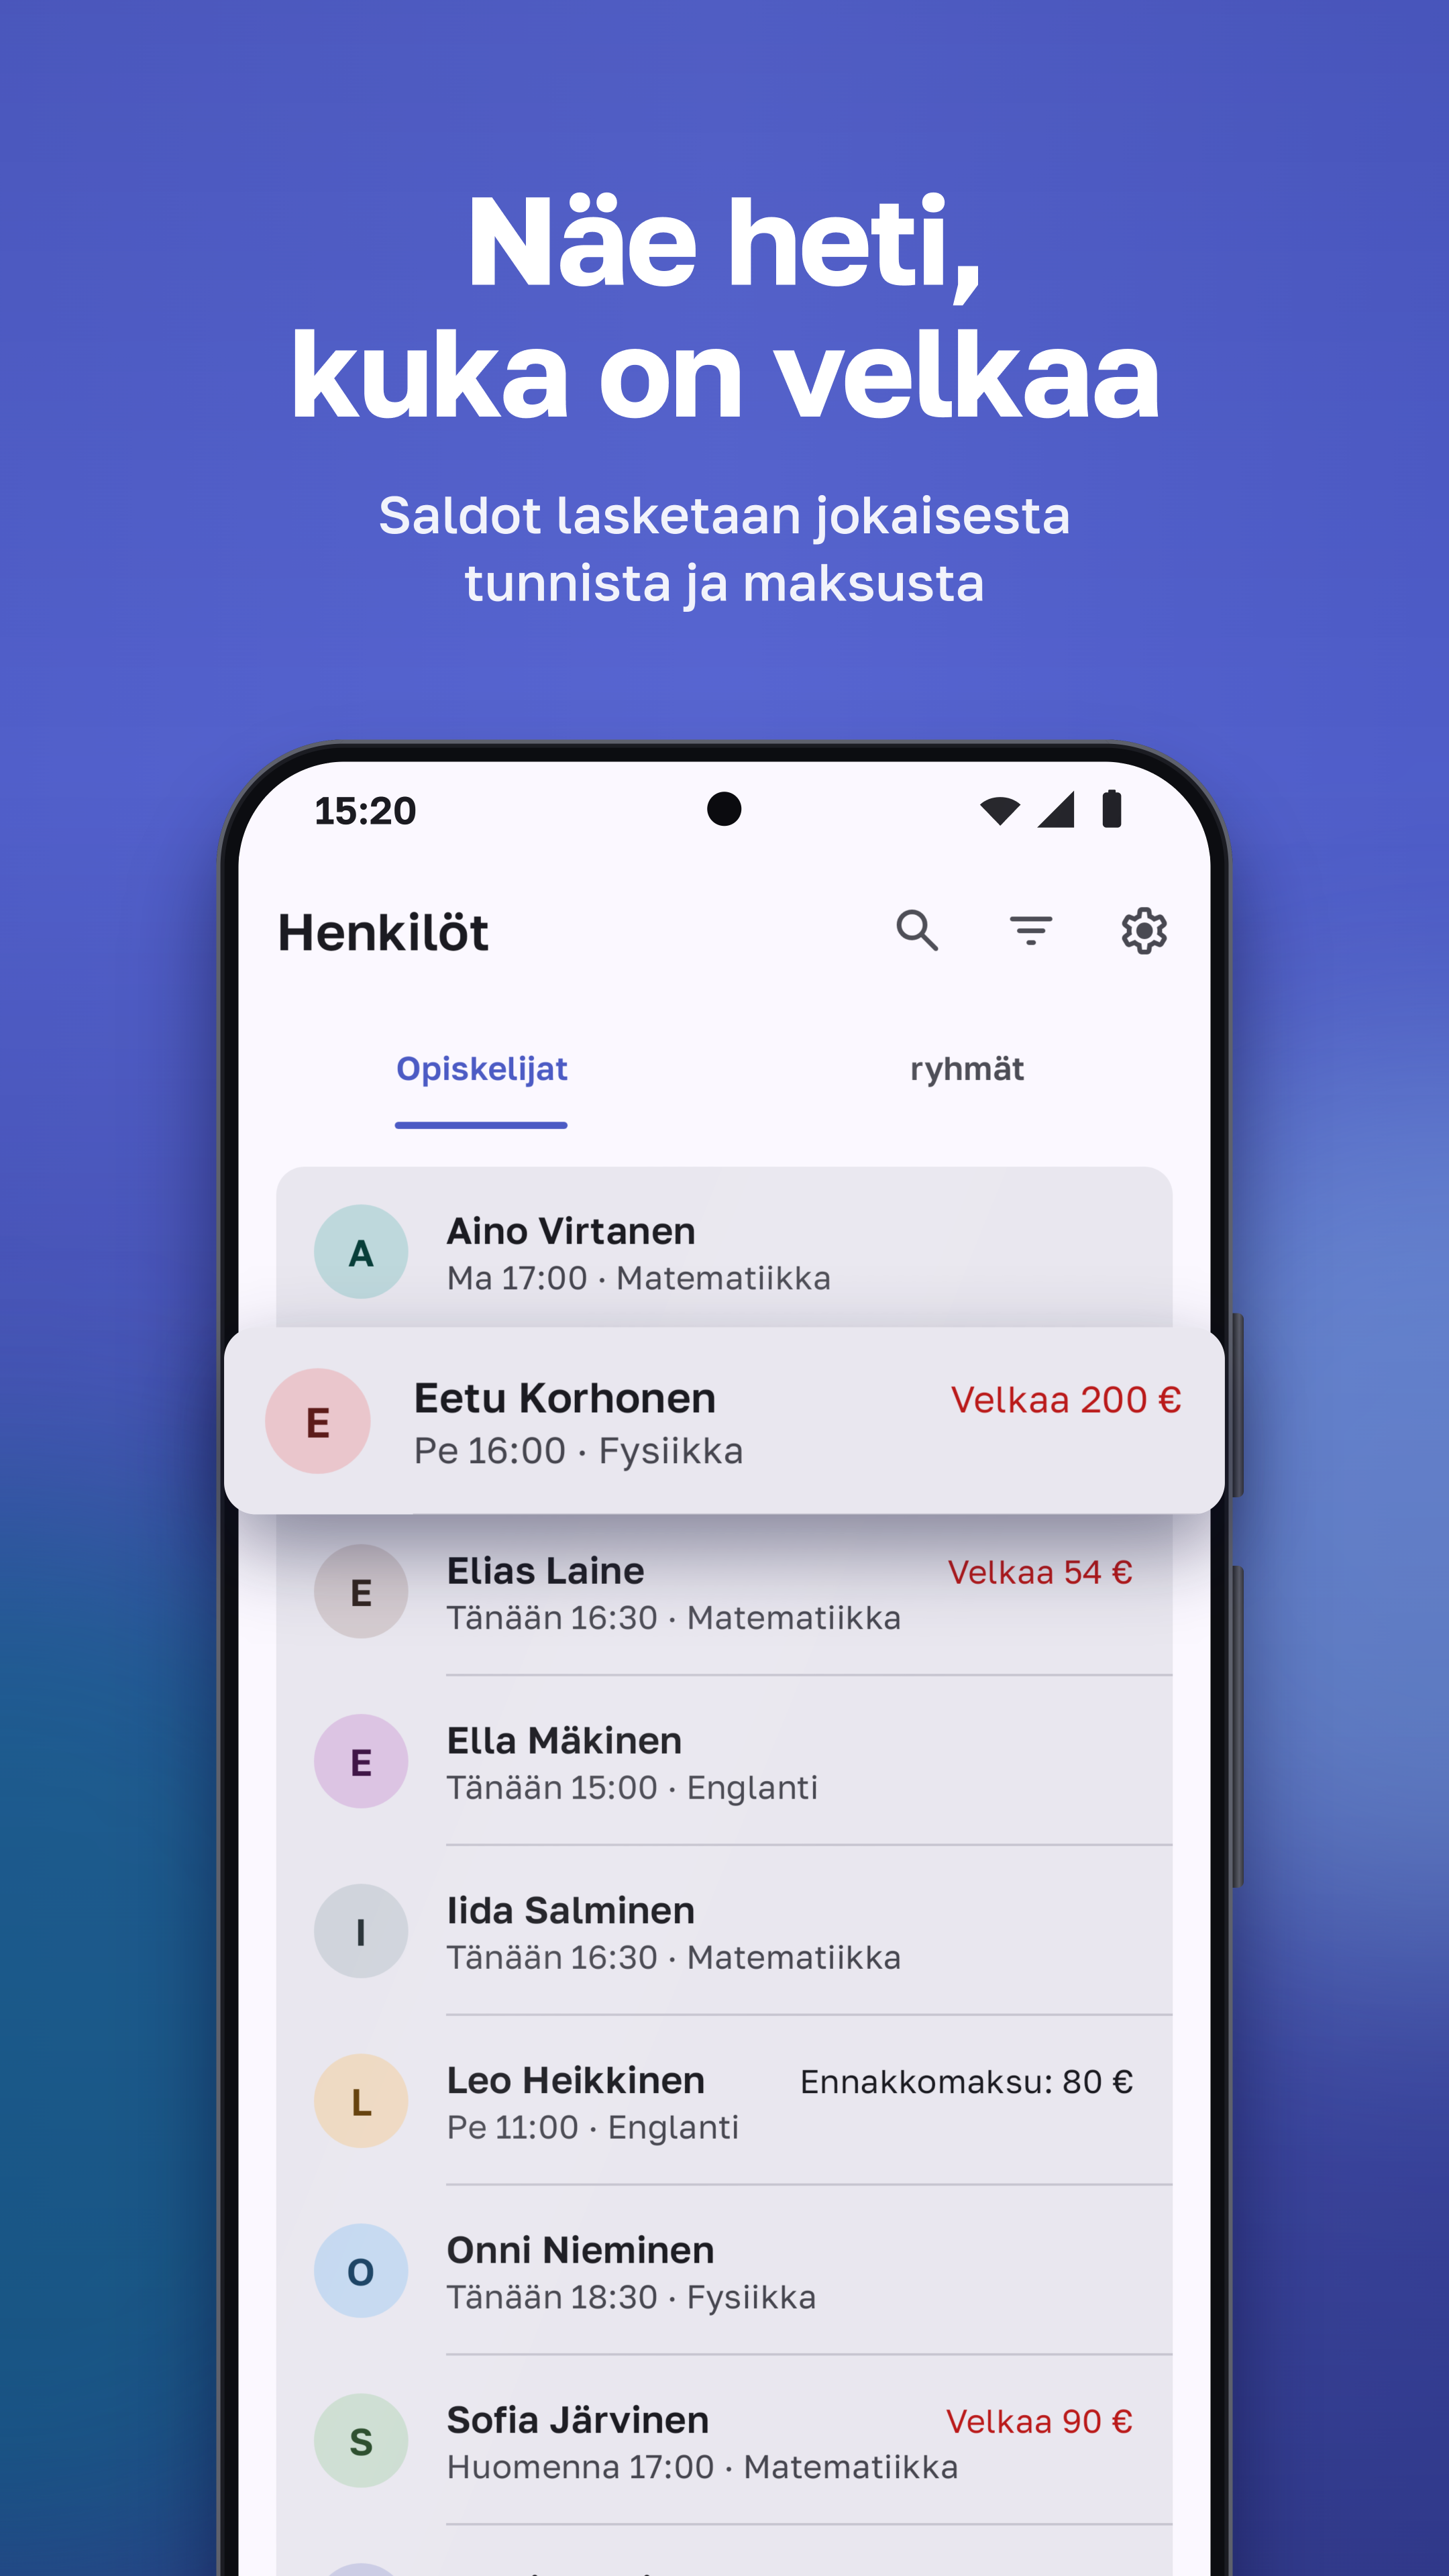 Näe heti,
kuka on velkaa
Saldot lasketaan jokaisesta
tunnista ja maksusta
15:20
Henkilöt
Opiskelijat
ryhmät
A
Aino Virtanen
Ma 17:00 · Matematiikka
E
Eetu Korhonen
Velkaa 200 €
Pe 16:00 · Fysiikka
E
Elias Laine
Velkaa 54 €
Tänään 16:30 · Matematiikka
E
Ella Mäkinen
Tänään 15:00 · Englanti
I
Iida Salminen
Tänään 16:30 · Matematiikka
L
Leo Heikkinen
Ennakkomaksu: 80 €
Pe 11:00 · Englanti
O
Onni Nieminen
Tänään 18:30 · Fysiikka
S
Sofia Järvinen
Velkaa 90 €
Huomenna 17:00 · Matematiikka